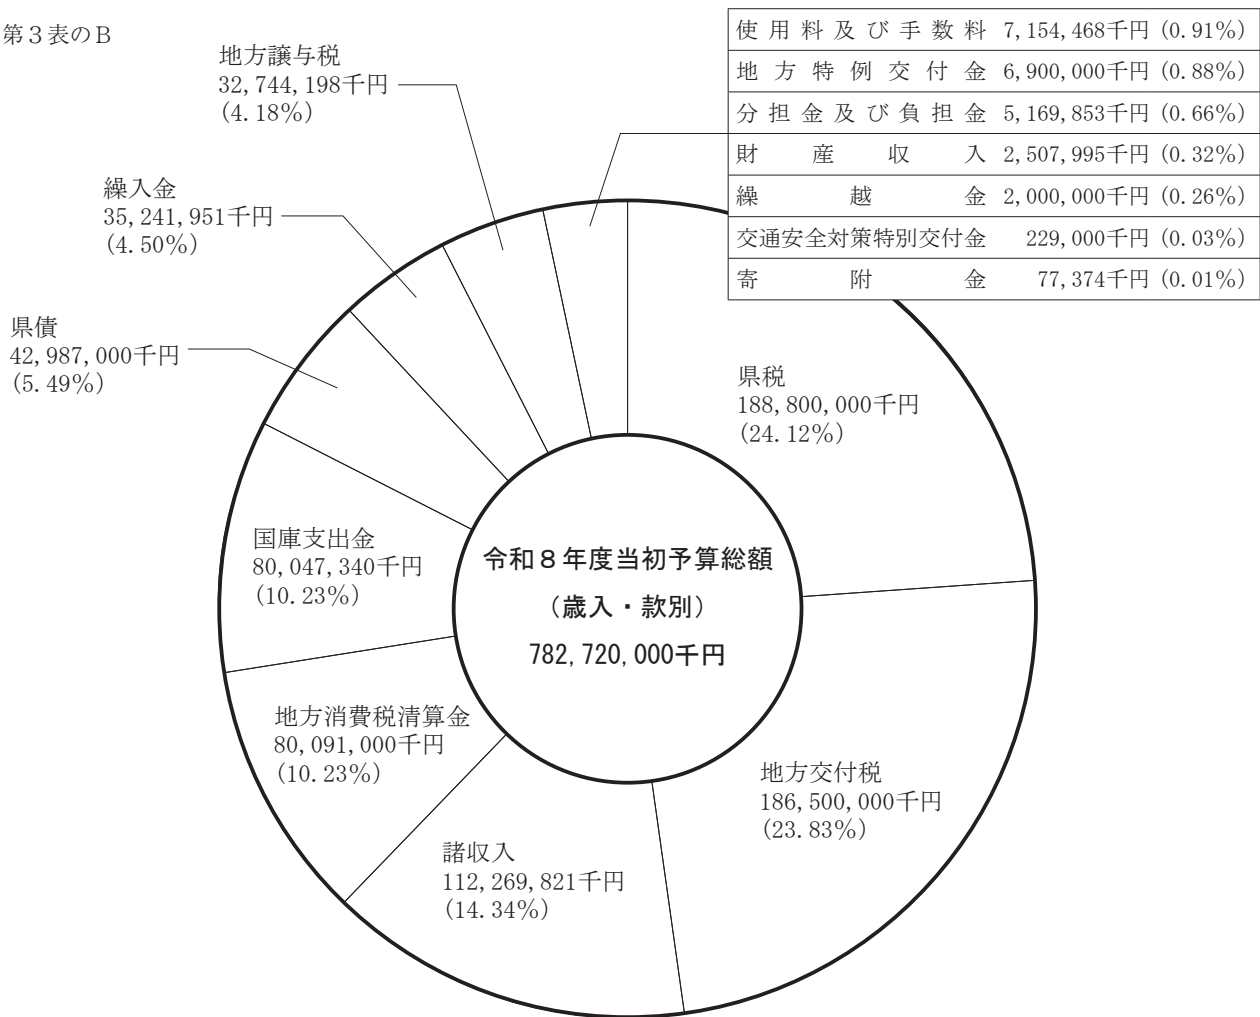 第3表のB
使用料及び手数料 7,154,468千円 (0.91%)
地方特例交付金 6,900,000千円 (0.88%)
分担金及び負担金 5,169,853千円 (0.66%)
財産収入 2,507,995千円 (0.32%)
繰越金 2,000,000千円 (0.26%)
交通安全対策特別交付金 229,000千円 (0.03%)
寄附金 77,374千円 (0.01%)
地方譲与税
32,744,198千円
(4.18%)
繰入金
35,241,951千円
(4.50%)
県債
42,987,000千円
(5.49%)
県税
188,800,000千円
(24.12%)
国庫支出金
80,047,340千円
(10.23%)
令和8年度当初予算総額
(歳入・款別)
782,720,000千円
地方消費税清算金
80,091,000千円
(10.23%)
地方交付税
186,500,000千円
(23.83%)
諸収入
112,269,821千円
(14.34%)